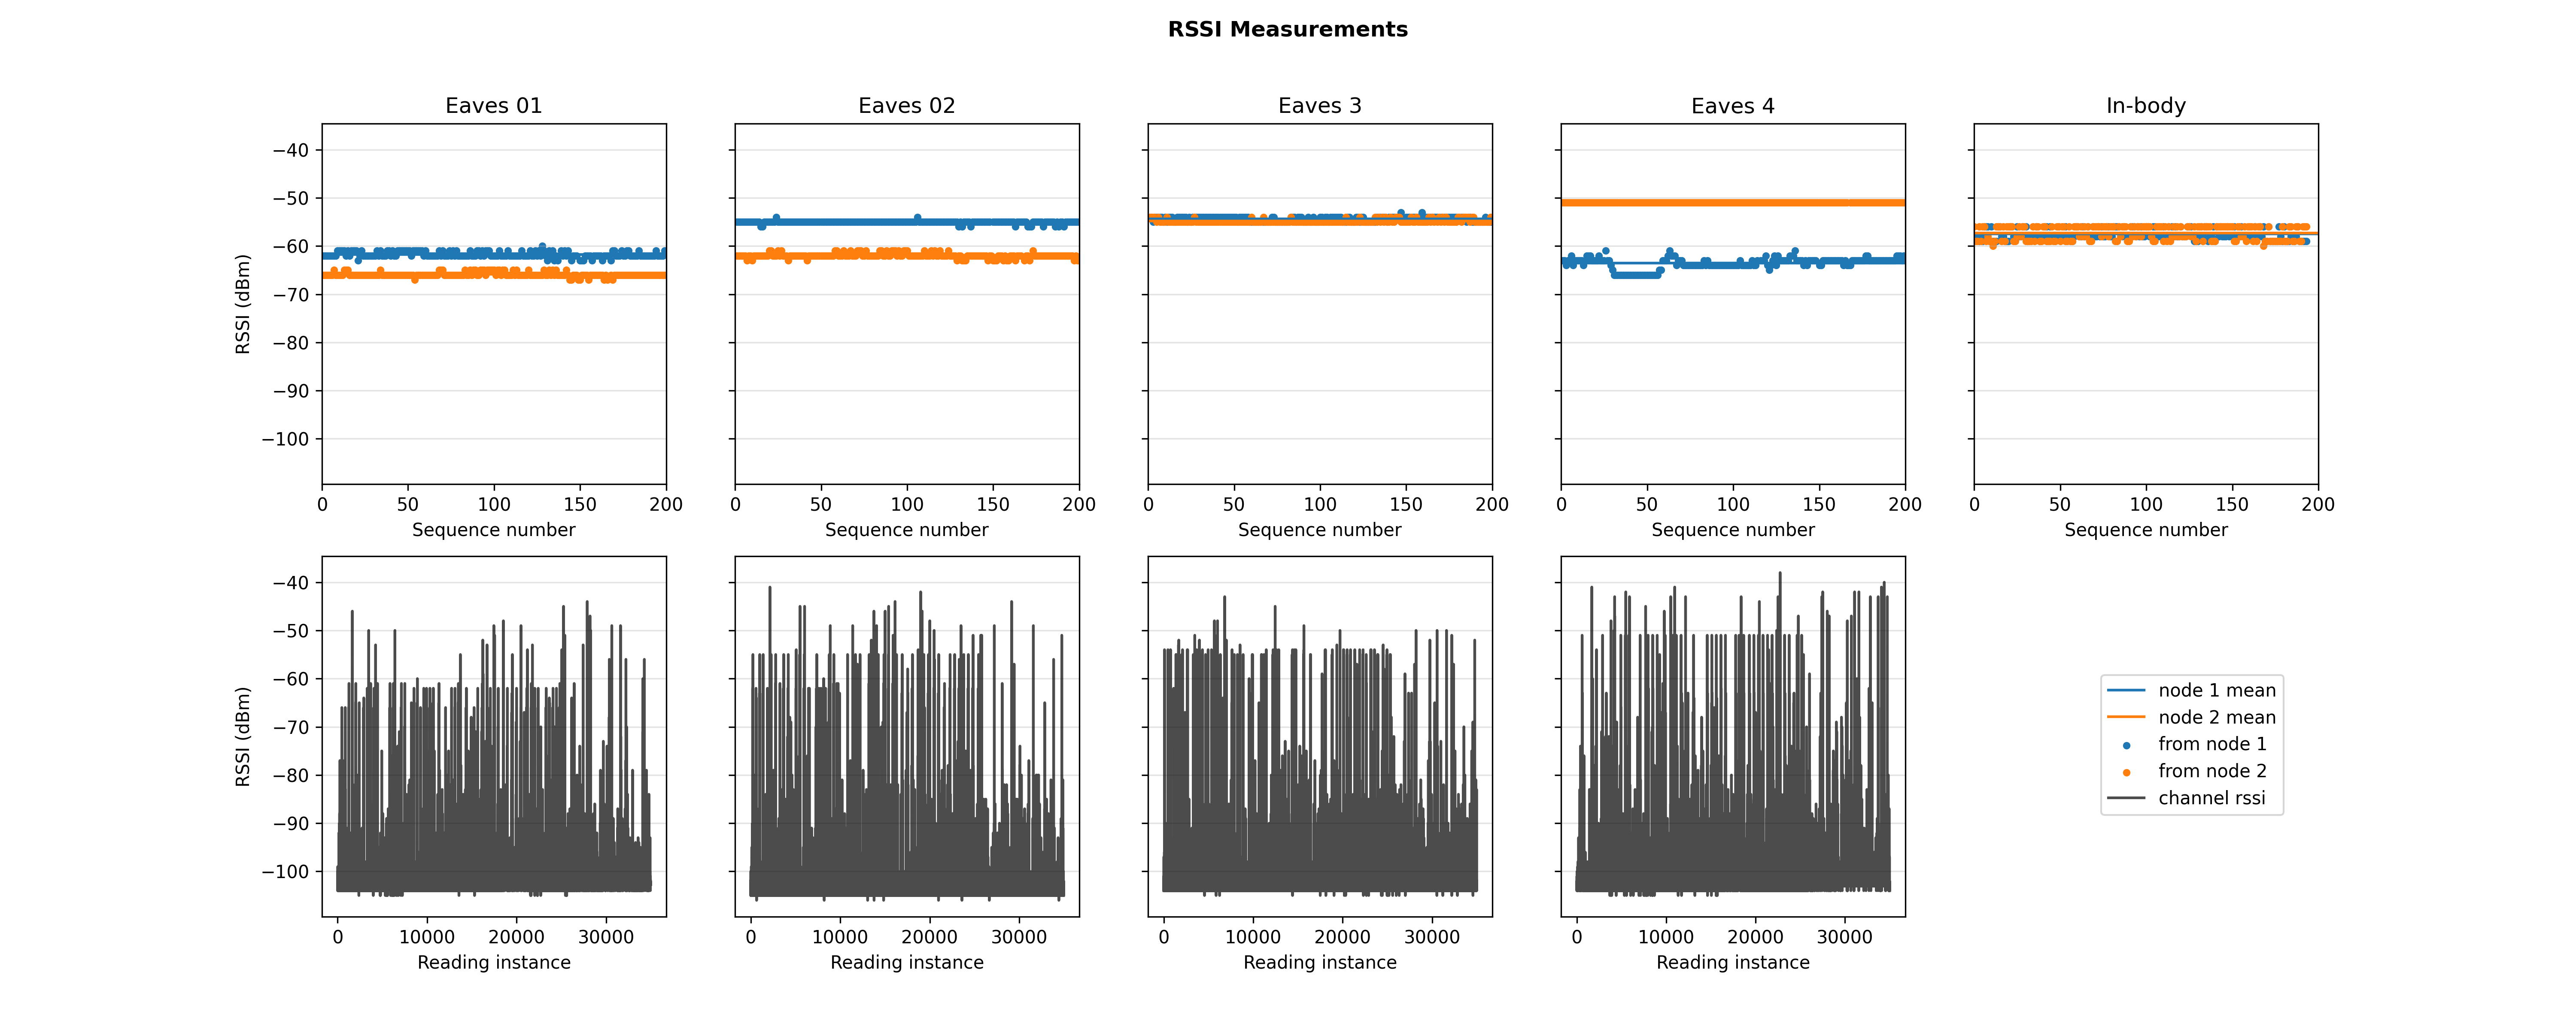 RSSI Measurements
Eaves 01
Eaves 02
Eaves 3
Eaves 4
In-body
RSSI (dBm)
−40
−50
−60
−70
−80
−90
−100
0 50 100 150 200
0 50 100 150 200
0 50 100 150 200
0 50 100 150 200
0 50 100 150 200
Sequence number
Sequence number
Sequence number
Sequence number
Sequence number
RSSI (dBm)
−40
−50
−60
−70
−80
−90
−100
0 10000 20000 30000
0 10000 20000 30000
0 10000 20000 30000
0 10000 20000 30000
Reading instance
Reading instance
Reading instance
Reading instance
node 1 mean
node 2 mean
from node 1
from node 2
channel rssi